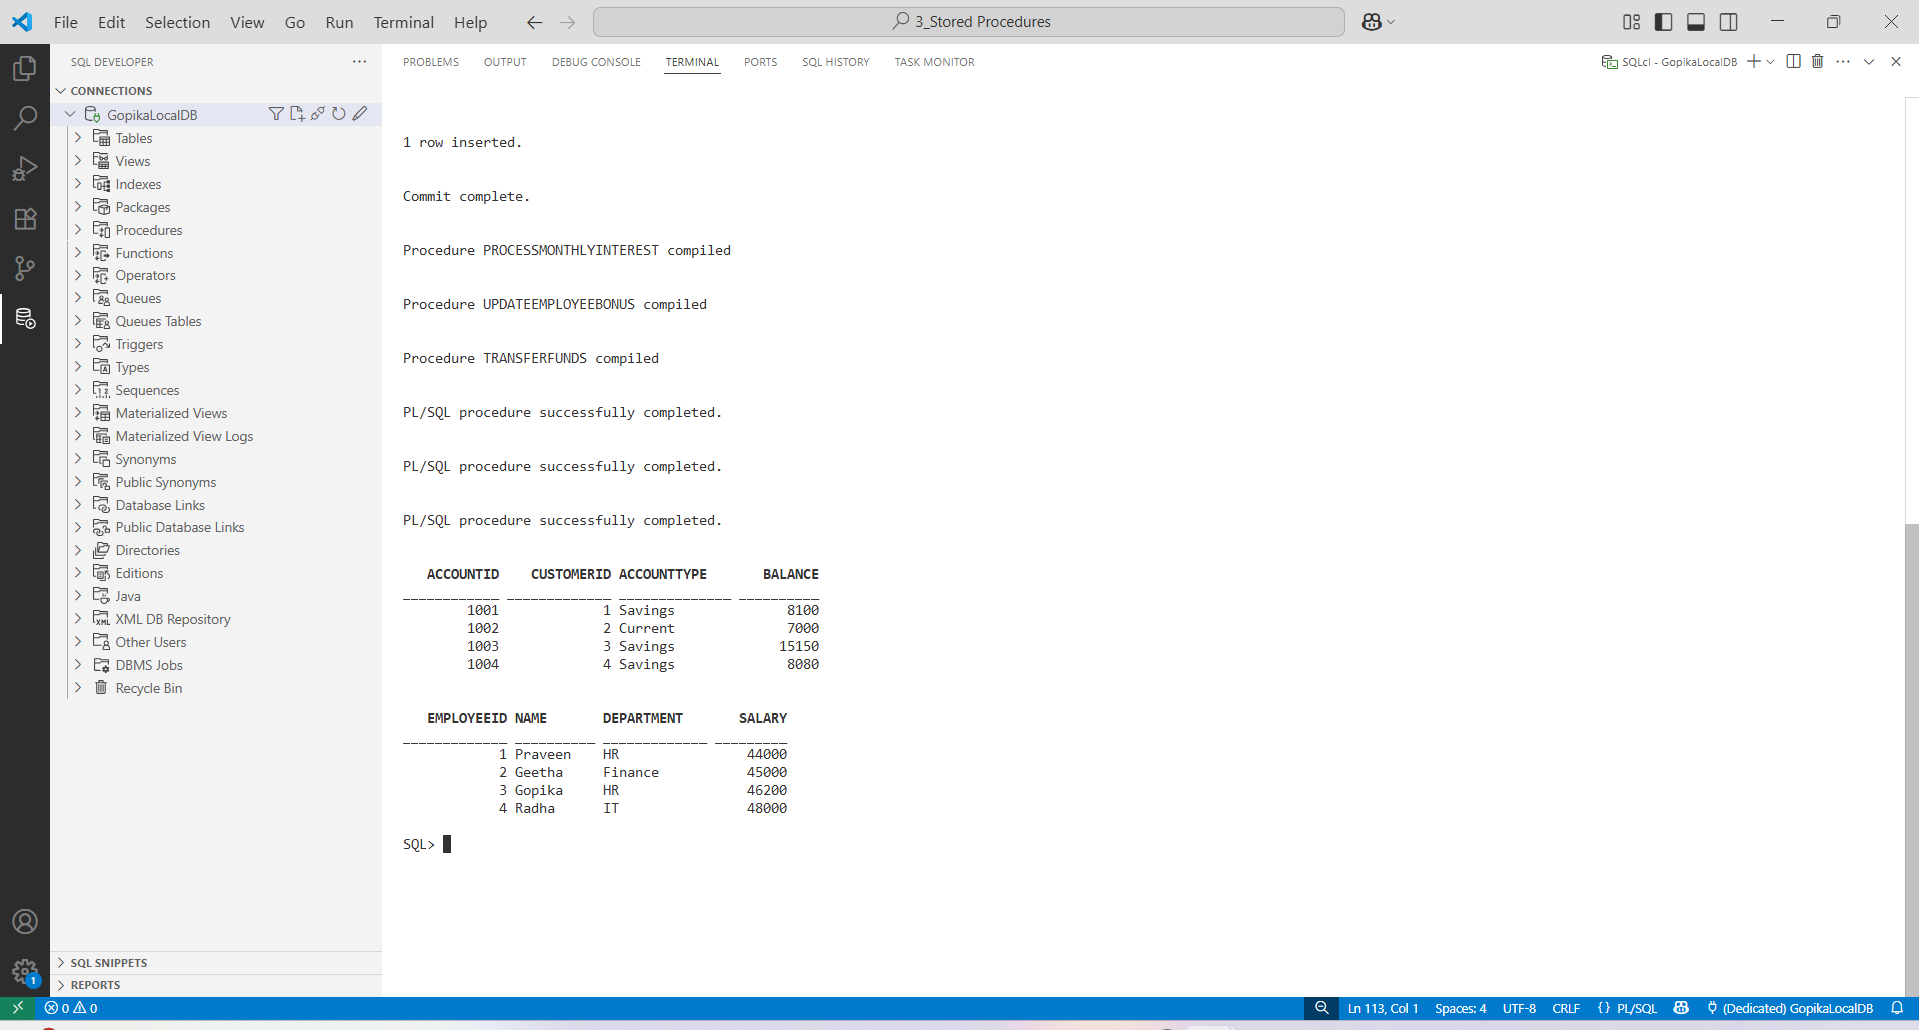 File Edit Selection View Go Run Terminal Help
3_Stored Procedures
SQL DEVELOPER
CONNECTIONS
GopikaLocalDB
Tables
Views
Indexes
Packages
Procedures
Functions
Operators
Queues
Queues Tables
Triggers
Types
Sequences
Materialized Views
Materialized View Logs
Synonyms
Public Synonyms
Database Links
Public Database Links
Directories
Editions
Java
XML DB Repository
Other Users
DBMS Jobs
Recycle Bin
SQL SNIPPETS
REPORTS
PROBLEMS OUTPUT DEBUG CONSOLE TERMINAL PORTS SQL HISTORY TASK MONITOR
SQLcl - GopikaLocalDB
1 row inserted.
Commit complete.
Procedure PROCESSMONTHLYINTEREST compiled
Procedure UPDATEEMPLOYEEBONUS compiled
Procedure TRANSFERFUNDS compiled
PL/SQL procedure successfully completed.
PL/SQL procedure successfully completed.
PL/SQL procedure successfully completed.
ACCOUNTID CUSTOMERID ACCOUNTTYPE BALANCE
1001 1 Savings 8100
1002 2 Current 7000
1003 3 Savings 15150
1004 4 Savings 8080
EMPLOYEEID NAME DEPARTMENT SALARY
1 Praveen HR 44000
2 Geetha Finance 45000
3 Gopika HR 46200
4 Radha IT 48000
SQL>
1
0 0
Ln 113, Col 1 Spaces: 4 UTF-8 CRLF {} PL/SQL (Dedicated) GopikaLocalDB